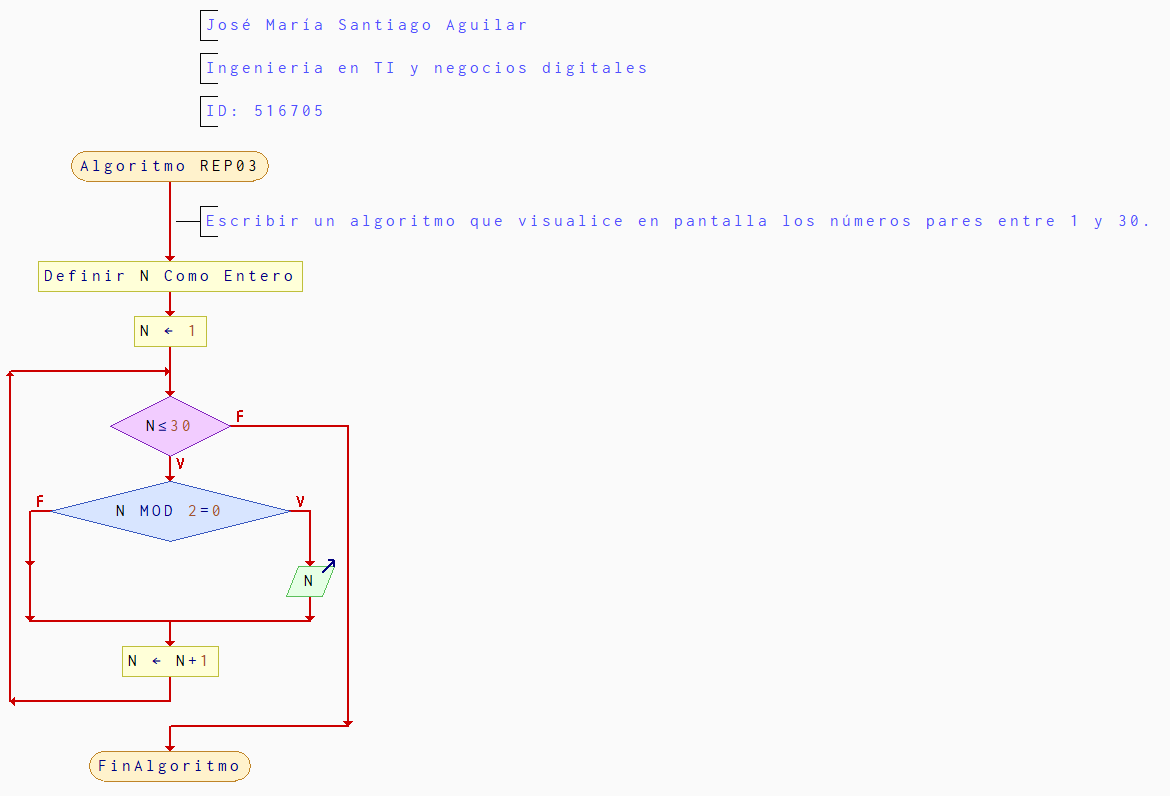 José María Santiago Aguilar
Ingenieria en TI y negocios digitales
ID: 516705
Algoritmo REP03
Escribir un algoritmo que visualice en pantalla los números pares entre 1 y 30.
Definir N Como Entero
N ← 1
N≤30
F
V
N MOD 2=0
F
V
N
N ← N+1
FinAlgoritmo